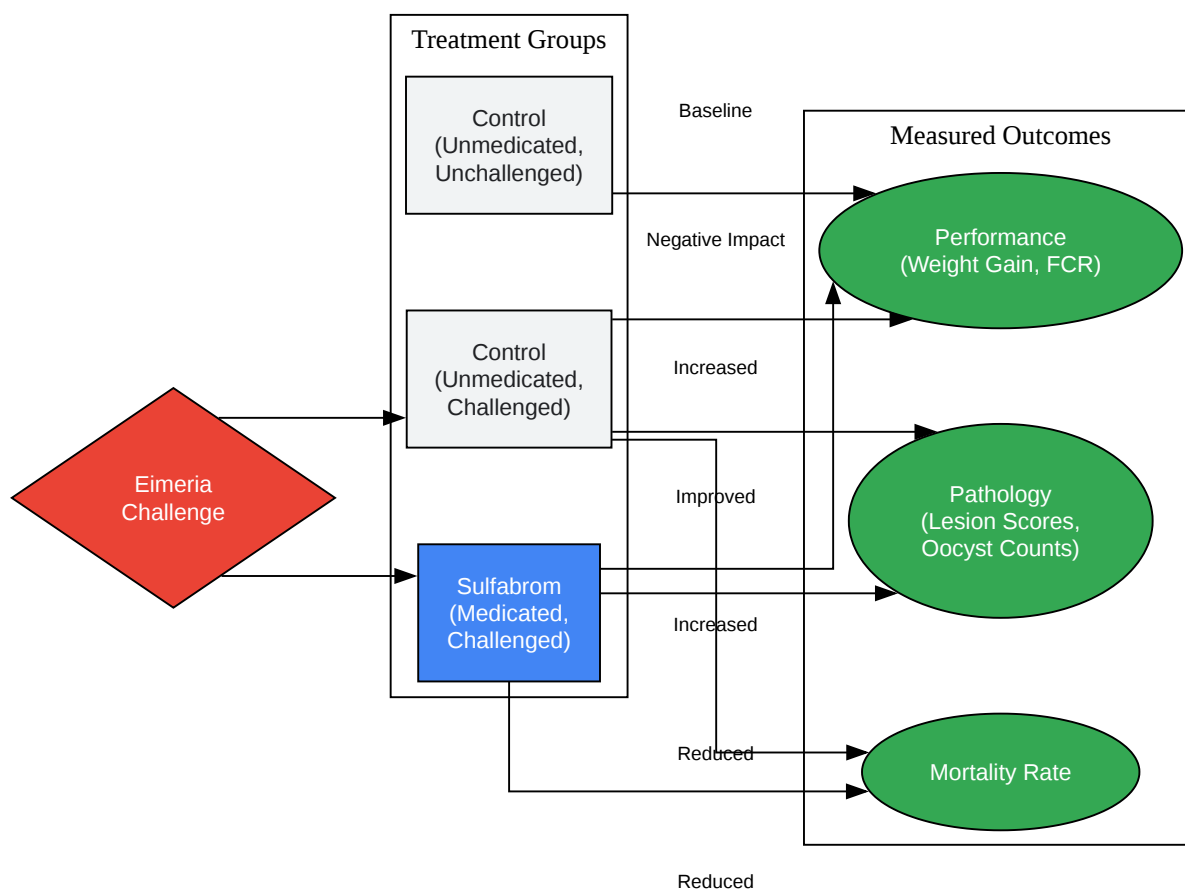 Treatment Groups
Control
(Unmedicated,
Unchallenged)
Baseline
Measured Outcomes
Performance
(Weight Gain, FCR)
Negative Impact
Control
(Unmedicated,
Challenged)
Increased
Eimeria
Challenge
Improved
Pathology
(Lesion Scores,
Oocyst Counts)
Sulfabrom
(Medicated,
Challenged)
Increased
Reduced
Mortality Rate
Reduced